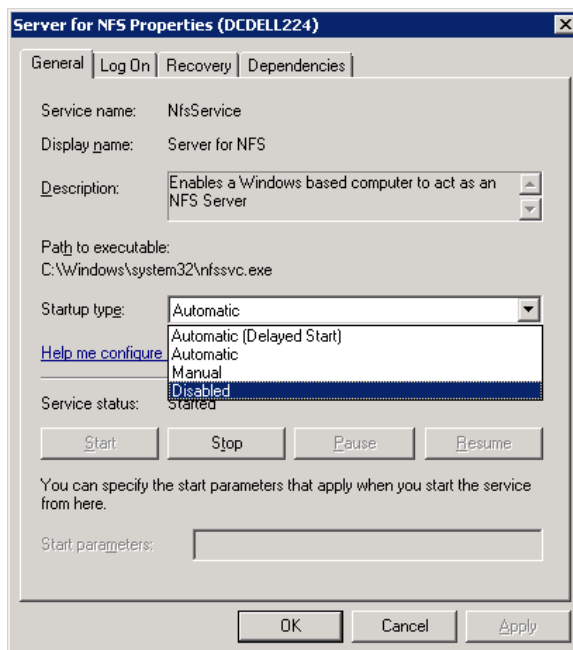 Server for NFS Properties (DCDELL224)
General Log On Recovery Dependencies
Service name: NfsService
Display name: Server for NFS
Description: Enables a Windows based computer to act as an
NFS Server
Path to executable:
C:\Windows\system32\nfssvc.exe
Startup type: Automatic
Automatic (Delayed Start)
Help me configure Automatic
Manual
Disabled
Service status: Started
Start Stop Pause Resume
You can specify the start parameters that apply when you start the service
from here.
Start parameters:
OK Cancel Apply